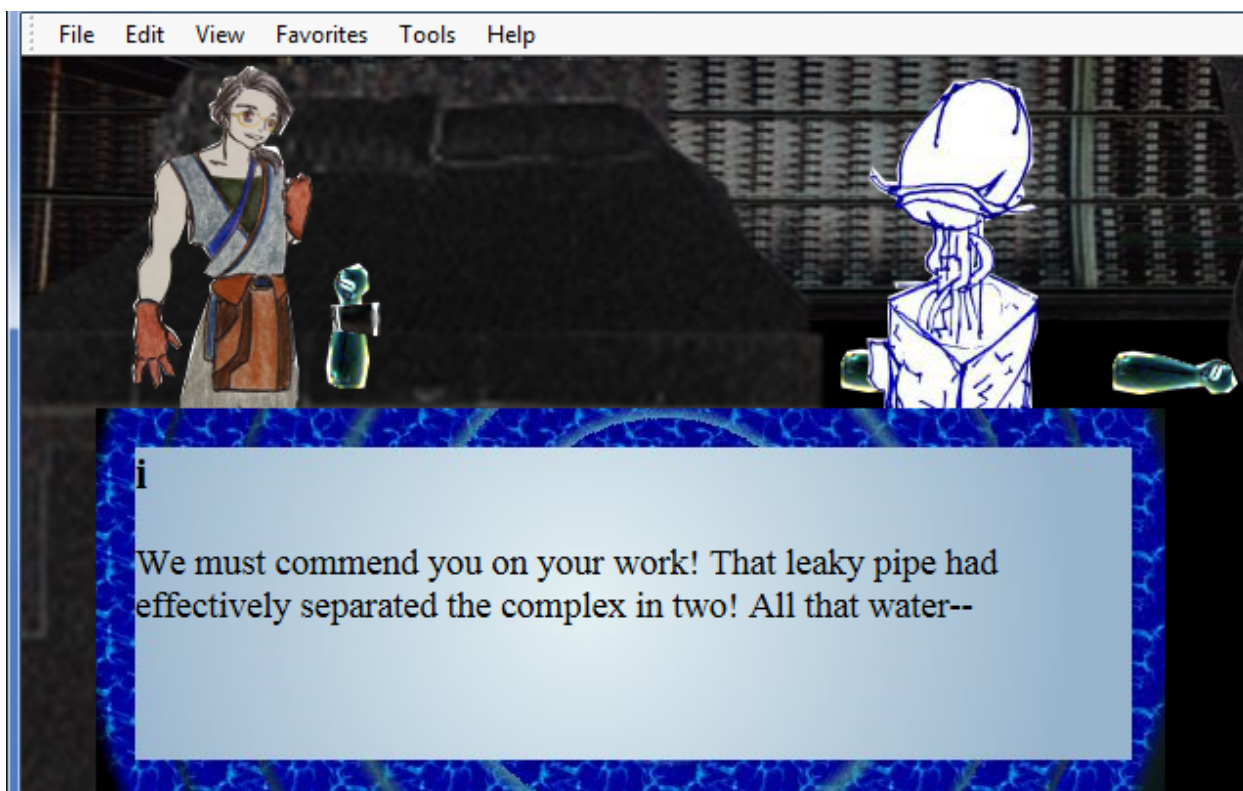 File Edit View Favorites Tools Help
i
We must commend you on your work! That leaky pipe had
effectively separated the complex in two! All that water--